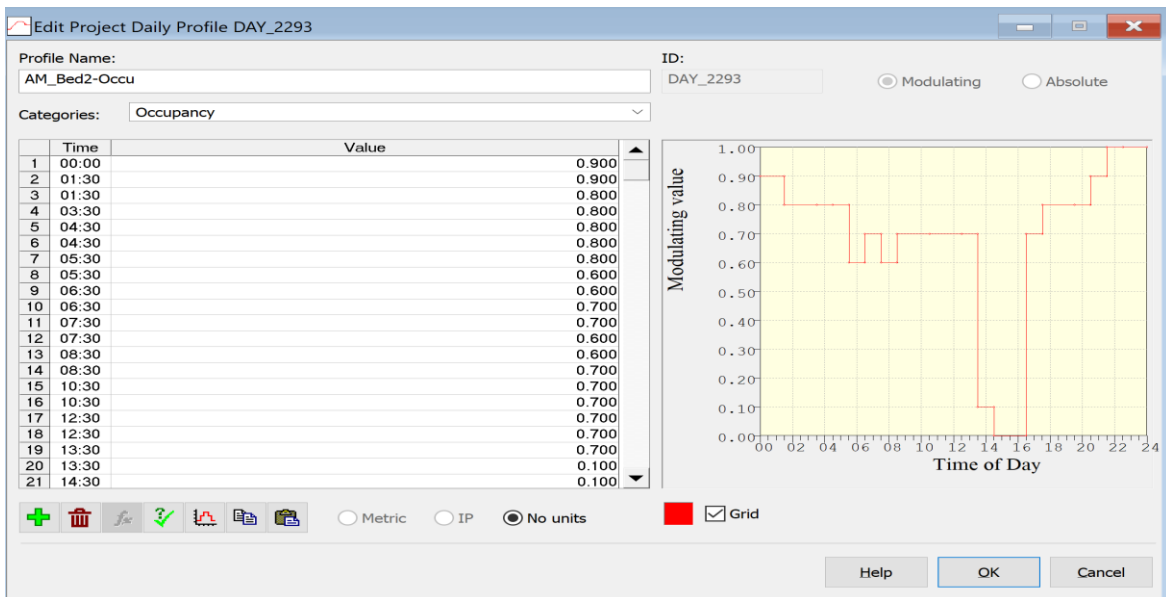 Edit Project Daily Profile DAY_2293
Profile Name:
ID:
AM_Bed2-Occu
DAY_2293
Modulating
Absolute
Categories:
Occupancy
Time Value
1 00:00 0.900
2 01:30 0.900
3 01:30 0.800
4 03:30 0.800
5 04:30 0.800
6 04:30 0.800
7 05:30 0.800
8 05:30 0.600
9 06:30 0.600
10 06:30 0.700
11 07:30 0.700
12 07:30 0.600
13 08:30 0.600
14 08:30 0.700
15 10:30 0.700
16 10:30 0.700
17 12:30 0.700
18 12:30 0.700
19 13:30 0.700
20 13:30 0.100
21 14:30 0.100
Modulating value
1.00
0.90
0.80
0.70
0.60
0.50
0.40
0.30
0.20
0.10
0.00
00 02 04 06 08 10 12 14 16 18 20 22 24
Time of Day
fx
Metric
IP
No units
Grid
Help
OK
Cancel